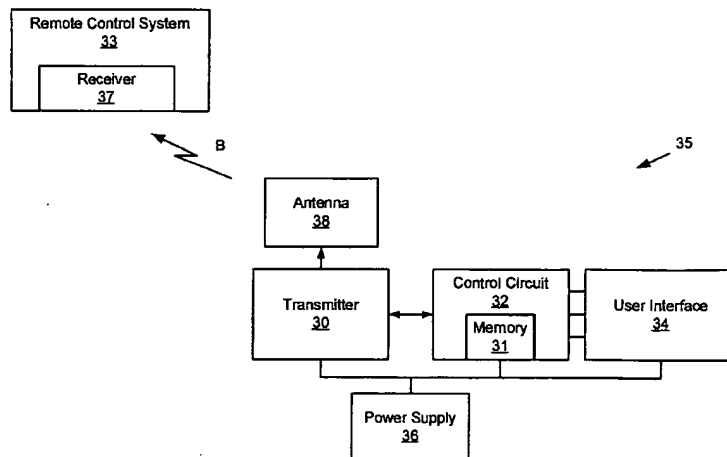 Remote Control System
33
Receiver
37
B
35
Antenna
38
Transmitter
30
Control Circuit
32
Memory
31
User Interface
34
Power Supply
36